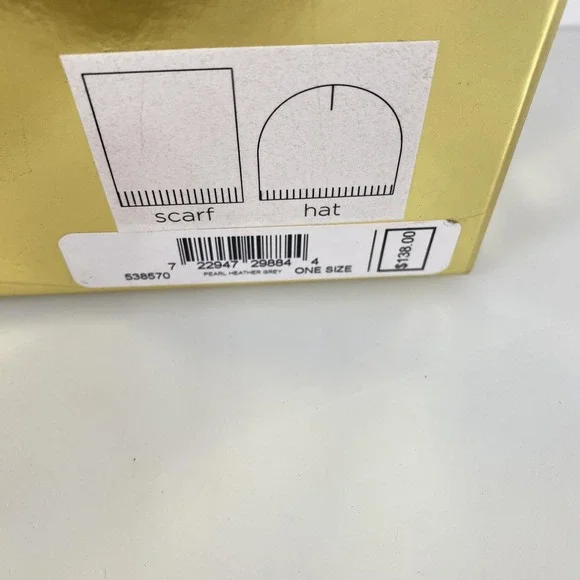 scarf hat
538570 7 22947 29884 4 ONE SIZE
PEARL HEATHER GREY
$138.00